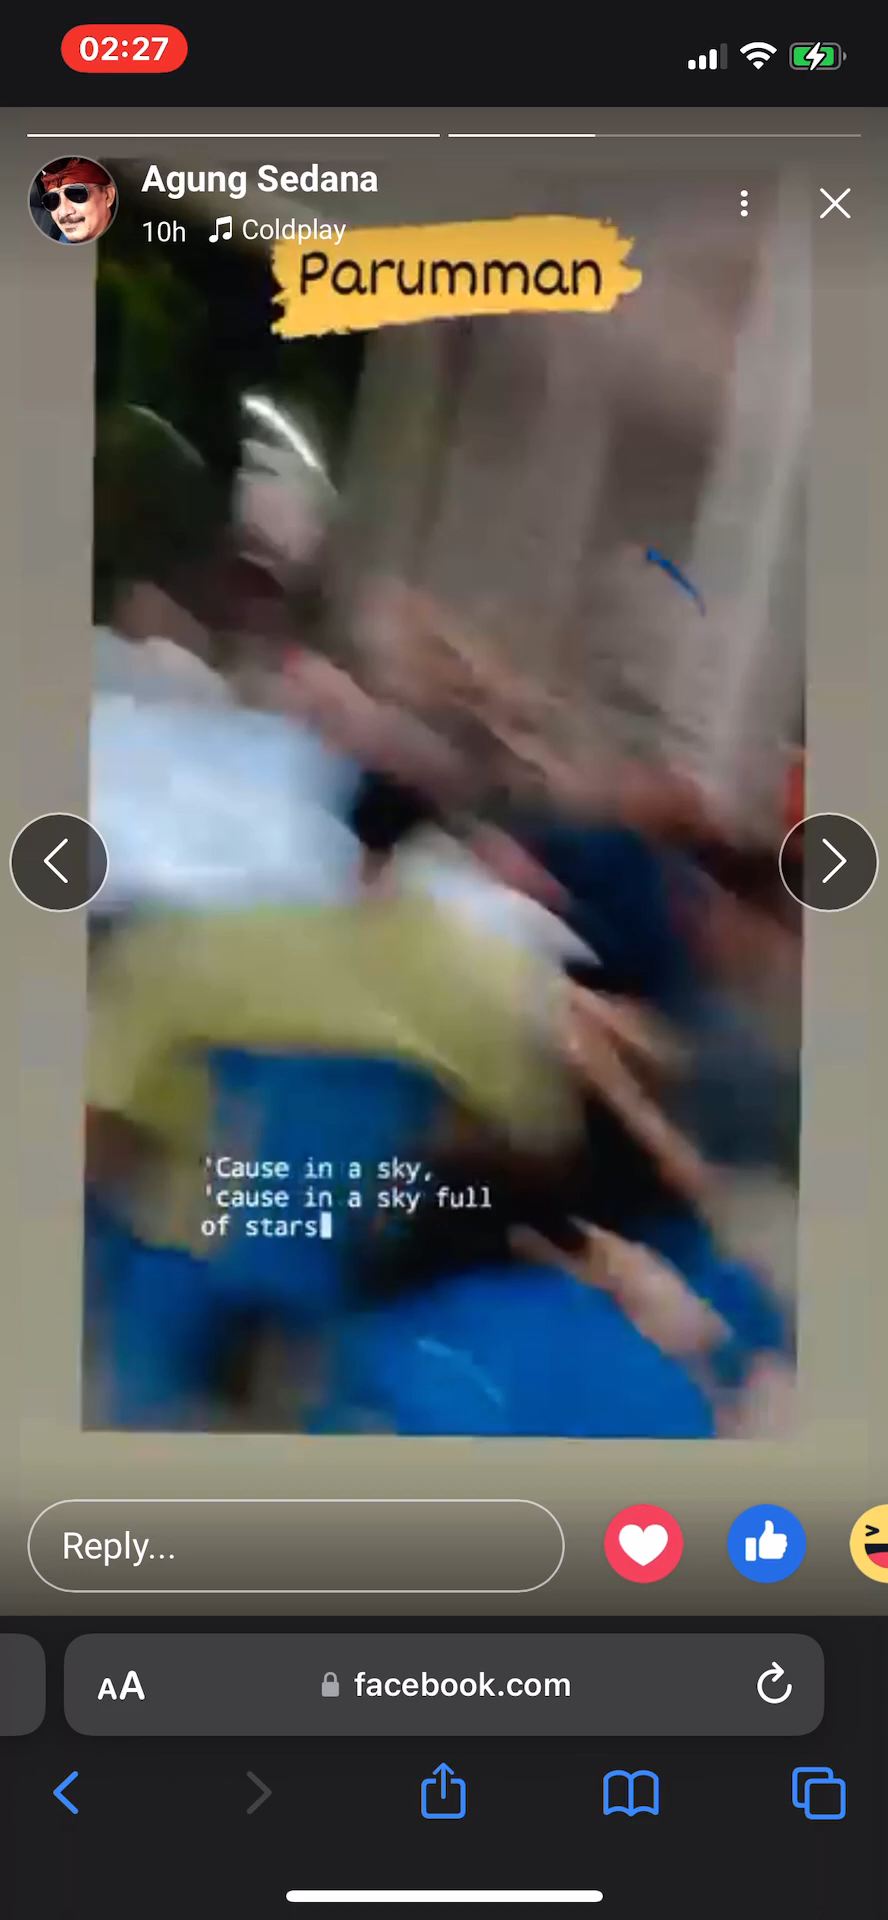 02:27
Agung Sedana
10h Coldplay
Parumman
'Cause in a sky,
'cause in a sky full
of stars
Reply...
AA facebook.com